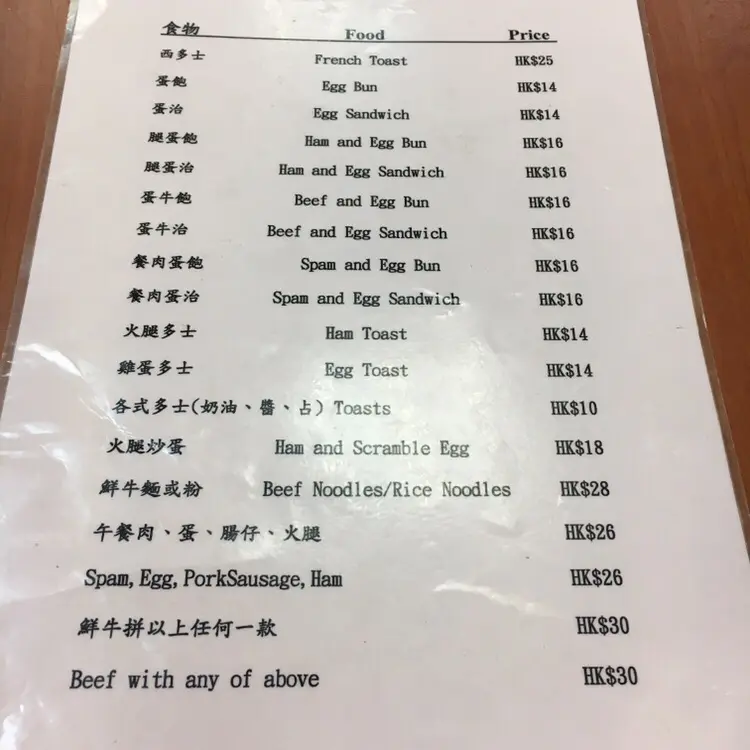 食物 Food Price
西多士 French Toast HK$25
蛋飽 Egg Bun HK$14
蛋治 Egg Sandwich HK$14
腿蛋飽 Ham and Egg Bun HK$16
腿蛋治 Ham and Egg Sandwich HK$16
蛋牛飽 Beef and Egg Bun HK$16
蛋牛治 Beef and Egg Sandwich HK$16
餐肉蛋飽 Spam and Egg Bun HK$16
餐肉蛋治 Spam and Egg Sandwich HK$16
火腿多士 Ham Toast HK$14
雞蛋多士 Egg Toast HK$14
各式多士(奶油、醬、占) Toasts HK$10
火腿炒蛋 Ham and Scramble Egg HK$18
鮮牛麵或粉 Beef Noodles/Rice Noodles HK$28
午餐肉、蛋、腸仔、火腿 HK$26
Spam,Egg,PorkSausage,Ham HK$26
鮮牛拼以上任何一款 HK$30
Beef with any of above HK$30